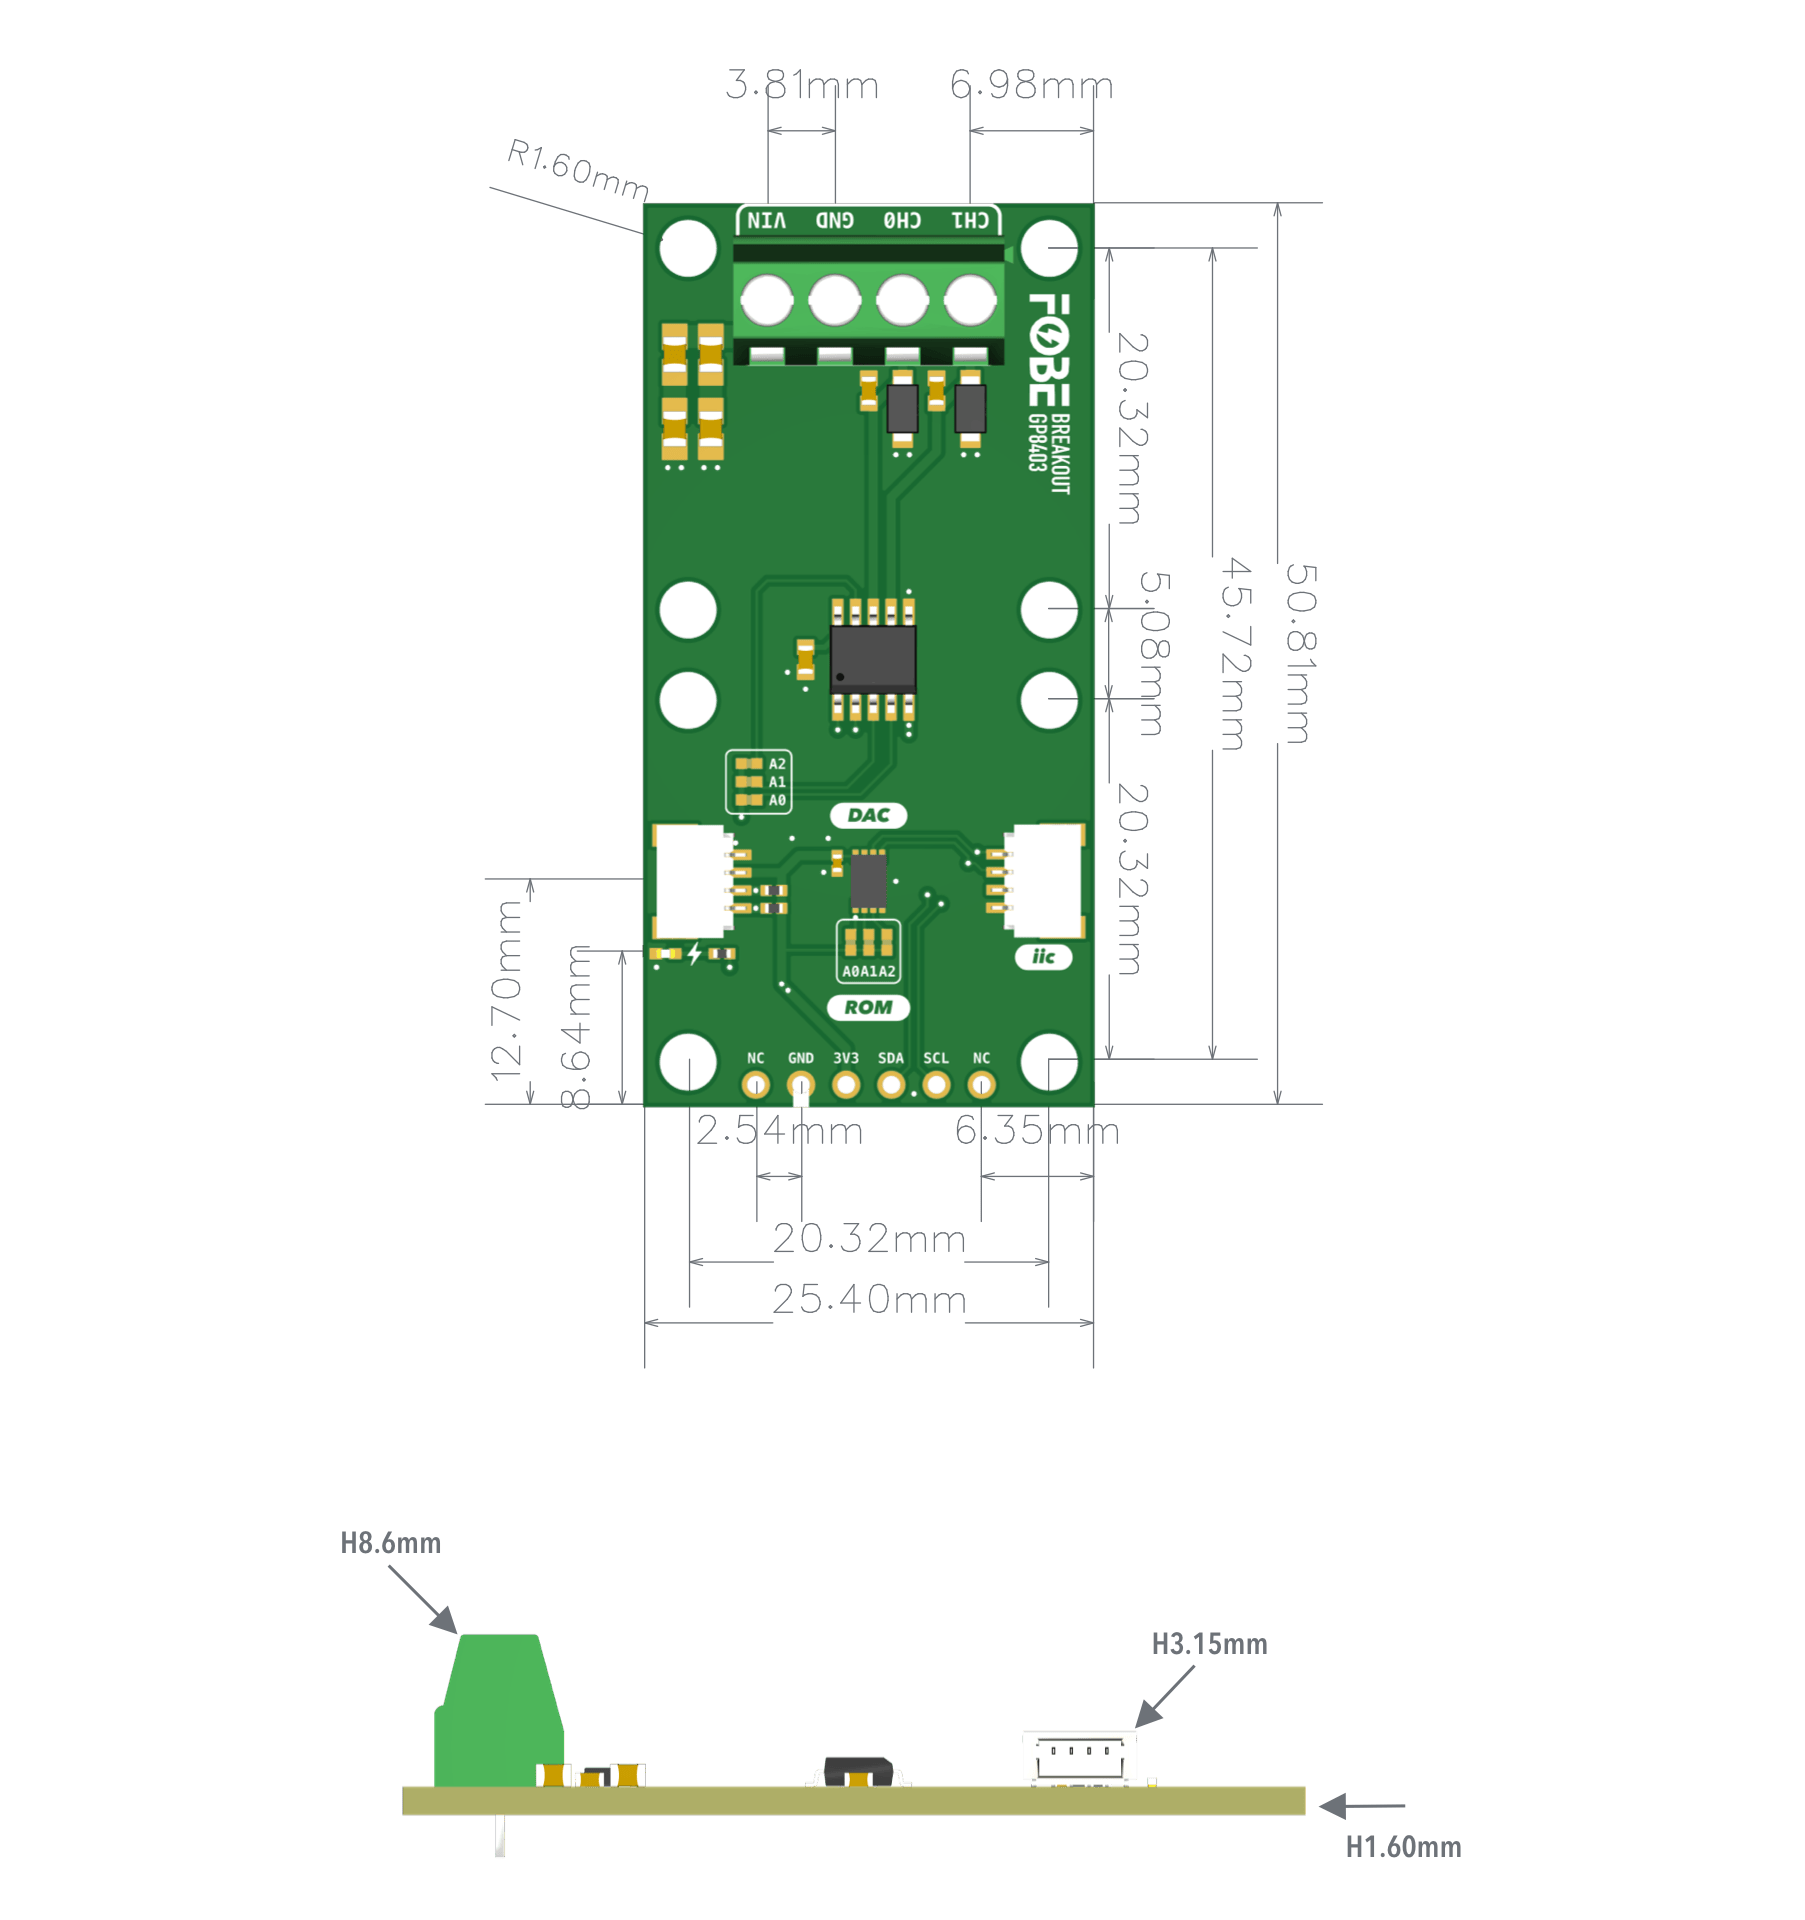 3.81mm
6.98mm
R1.60mm
VIN GND CH0 CH1
FOBE
BREAKOUT
GP8403
20.32mm
5.08mm
45.72mm
50.81mm
20.32mm
A2
A1
A0
DAC
12.70mm
8.64mm
iic
A0A1A2
ROM
NC GND 3V3 SDA SCL NC
2.54mm
6.35mm
20.32mm
25.40mm
H8.6mm
H3.15mm
H1.60mm